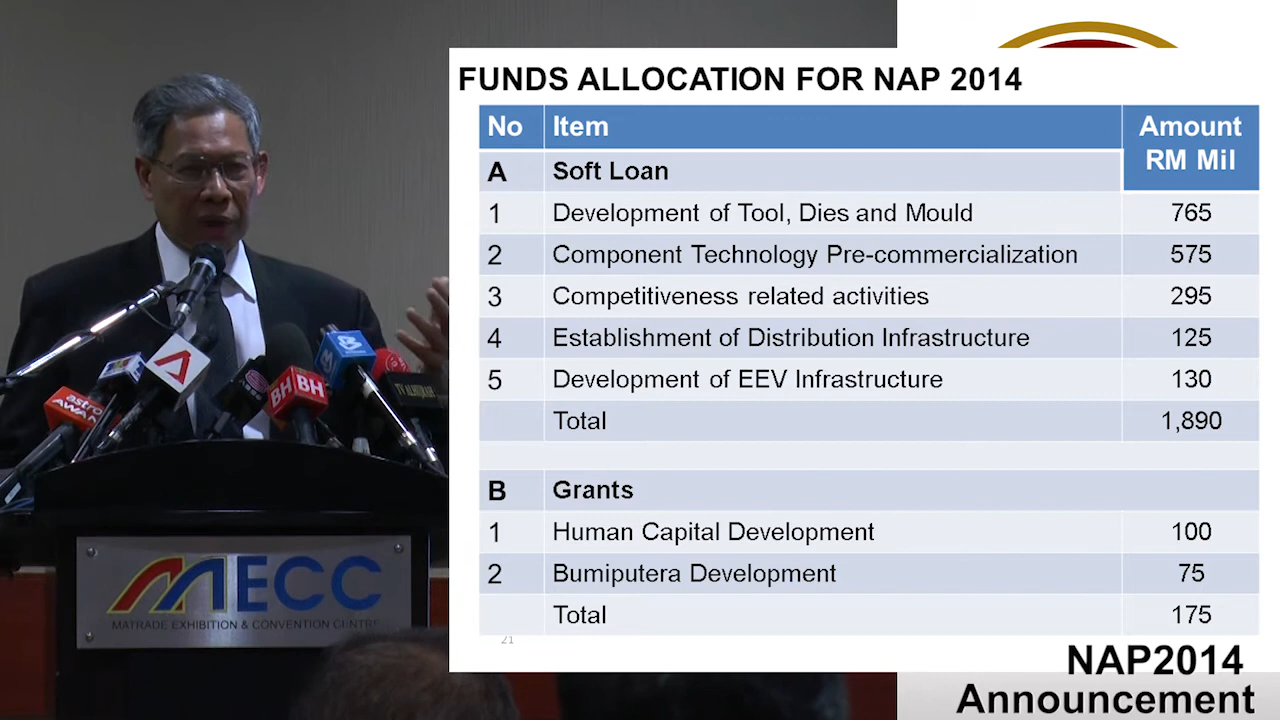 FUNDS ALLOCATION FOR NAP 2014
No Item Amount RM Mil
A Soft Loan
1 Development of Tool, Dies and Mould 765
2 Component Technology Pre-commercialization 575
3 Competitiveness related activities 295
4 Establishment of Distribution Infrastructure 125
5 Development of EEV Infrastructure 130
Total 1,890
B Grants
1 Human Capital Development 100
2 Bumiputera Development 75
Total 175
21
NAP2014
Announcement
astro
AWANI
BH BH
MECC
MATRADE EXHIBITION & CONVENTION CENTRE